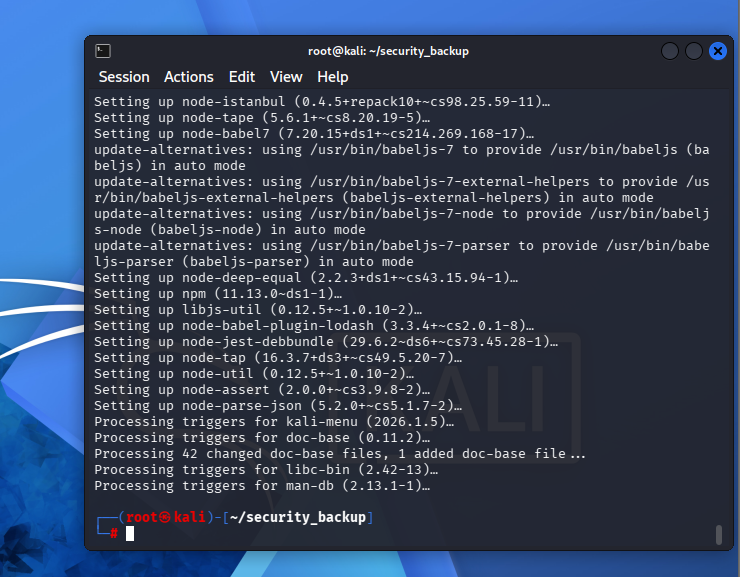 root@kali: ~/security_backup
Session Actions Edit View Help
Setting up node-istanbul (0.4.5+repack10+~cs98.25.59-11)…
Setting up node-tape (5.6.1+~cs8.20.19-5)…
Setting up node-babel7 (7.20.15+ds1+~cs214.269.168-17)…
update-alternatives: using /usr/bin/babeljs-7 to provide /usr/bin/babeljs (ba
beljs) in auto mode
update-alternatives: using /usr/bin/babeljs-7-external-helpers to provide /us
r/bin/babeljs-external-helpers (babeljs-external-helpers) in auto mode
update-alternatives: using /usr/bin/babeljs-7-node to provide /usr/bin/babelj
s-node (babeljs-node) in auto mode
update-alternatives: using /usr/bin/babeljs-7-parser to provide /usr/bin/babe
ljs-parser (babeljs-parser) in auto mode
Setting up node-deep-equal (2.2.3+ds1+~cs43.15.94-1)…
Setting up npm (11.13.0~ds1-1)…
Setting up libjs-util (0.12.5+~1.0.10-2)…
Setting up node-babel-plugin-lodash (3.3.4+~cs2.0.1-8)…
Setting up node-jest-debbundle (29.6.2~ds6+~cs73.45.28-1)…
Setting up node-tap (16.3.7+ds3+~cs49.5.20-7)…
Setting up node-util (0.12.5+~1.0.10-2)…
Setting up node-assert (2.0.0+~cs3.9.8-2)…
Setting up node-parse-json (5.2.0+~cs5.1.7-2)…
Processing triggers for kali-menu (2026.1.5)…
Processing triggers for doc-base (0.11.2)…
Processing 42 changed doc-base files, 1 added doc-base file...
Processing triggers for libc-bin (2.42-13)…
Processing triggers for man-db (2.13.1-1)…
┌──(root㉿kali)-[~/security_backup]
└─#
KALI